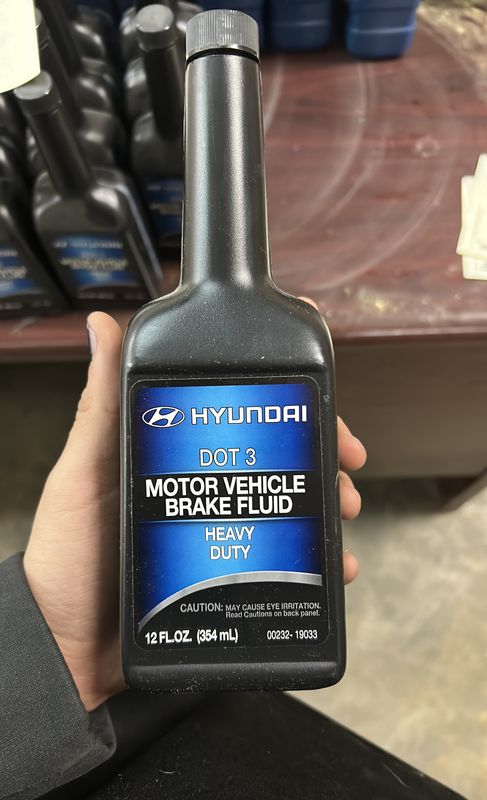 HYUNDAI
DOT 3
MOTOR VEHICLE
BRAKE FLUID
HEAVY
DUTY
CAUTION: MAY CAUSE EYE IRRITATION.
Read Cautions on back panel.
12 FL.OZ. (354 mL) 00232-19033